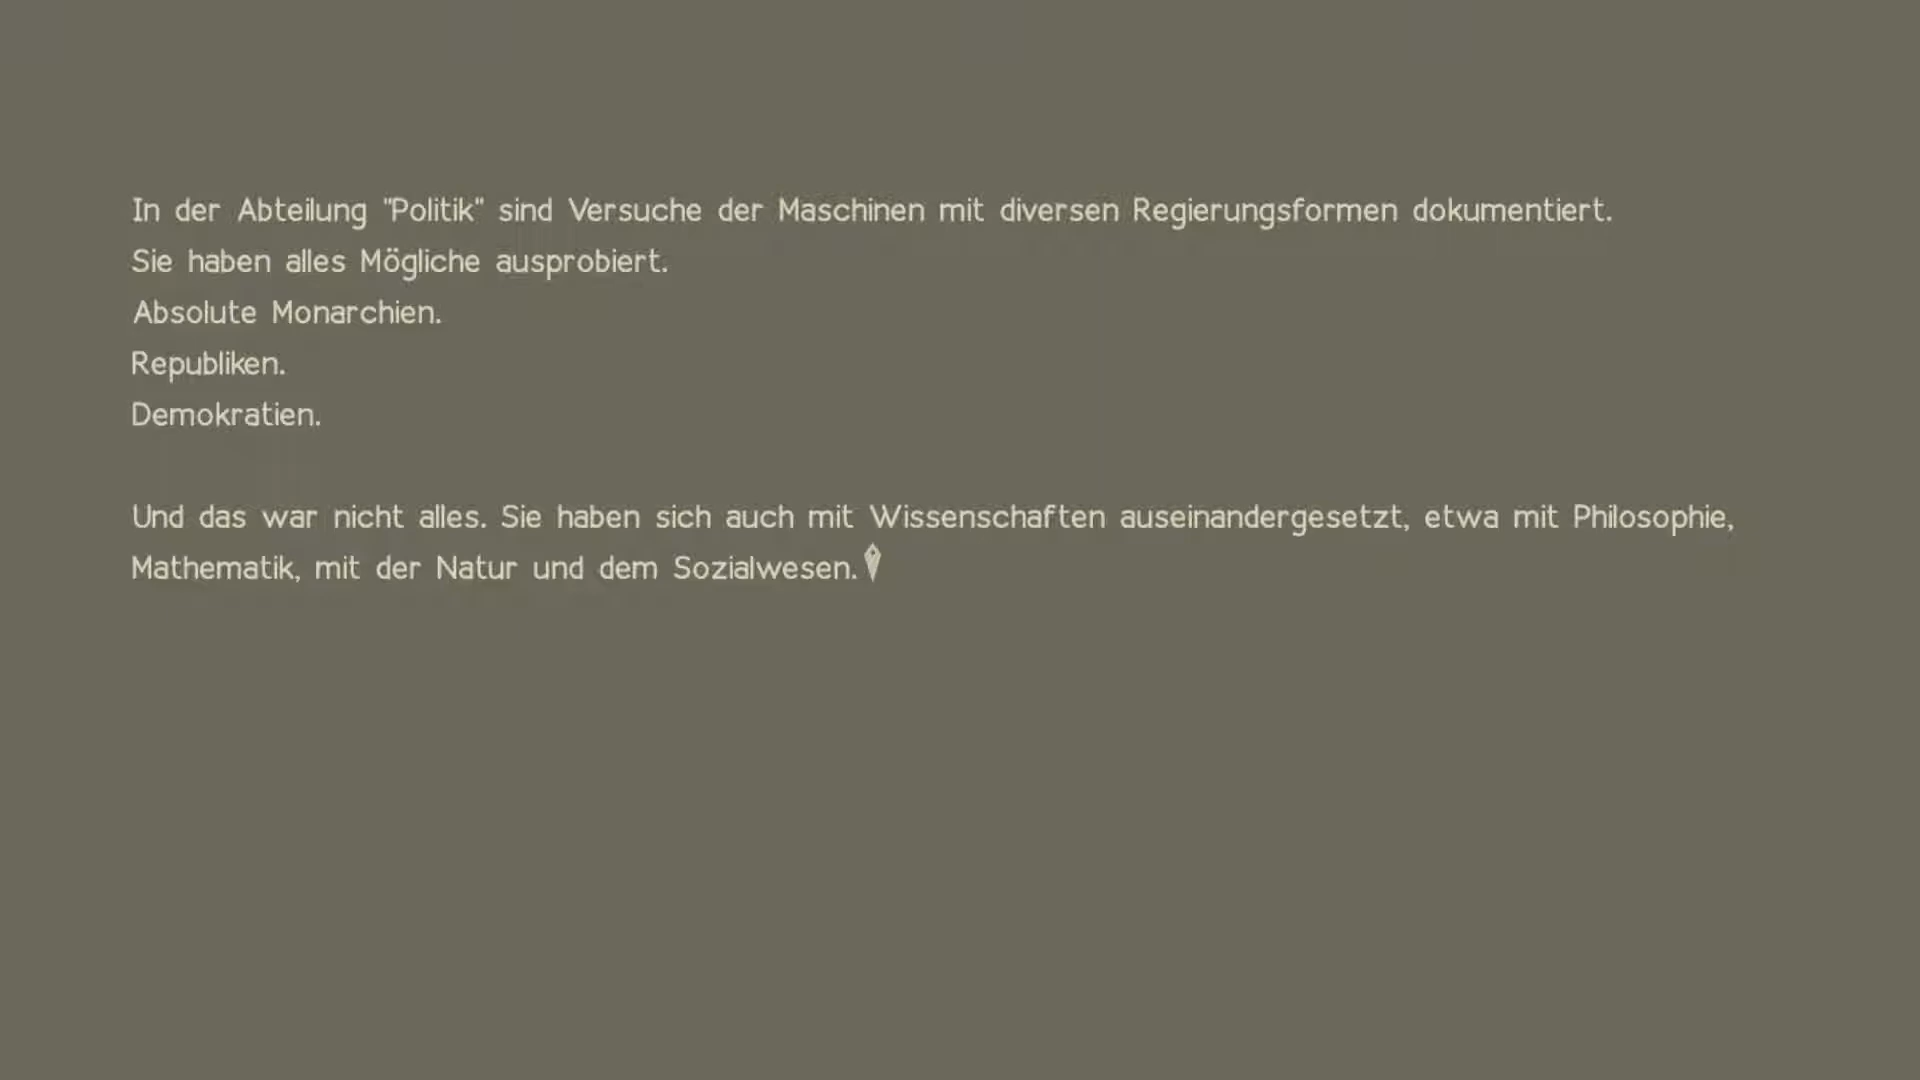 In der Abteilung "Politik" sind Versuche der Maschinen mit diversen Regierungsformen dokumentiert.
Sie haben alles Mögliche ausprobiert.
Absolute Monarchien.
Republiken.
Demokratien.
Und das war nicht alles. Sie haben sich auch mit Wissenschaften auseinandergesetzt, etwa mit Philosophie,
Mathematik, mit der Natur und dem Sozialwesen.